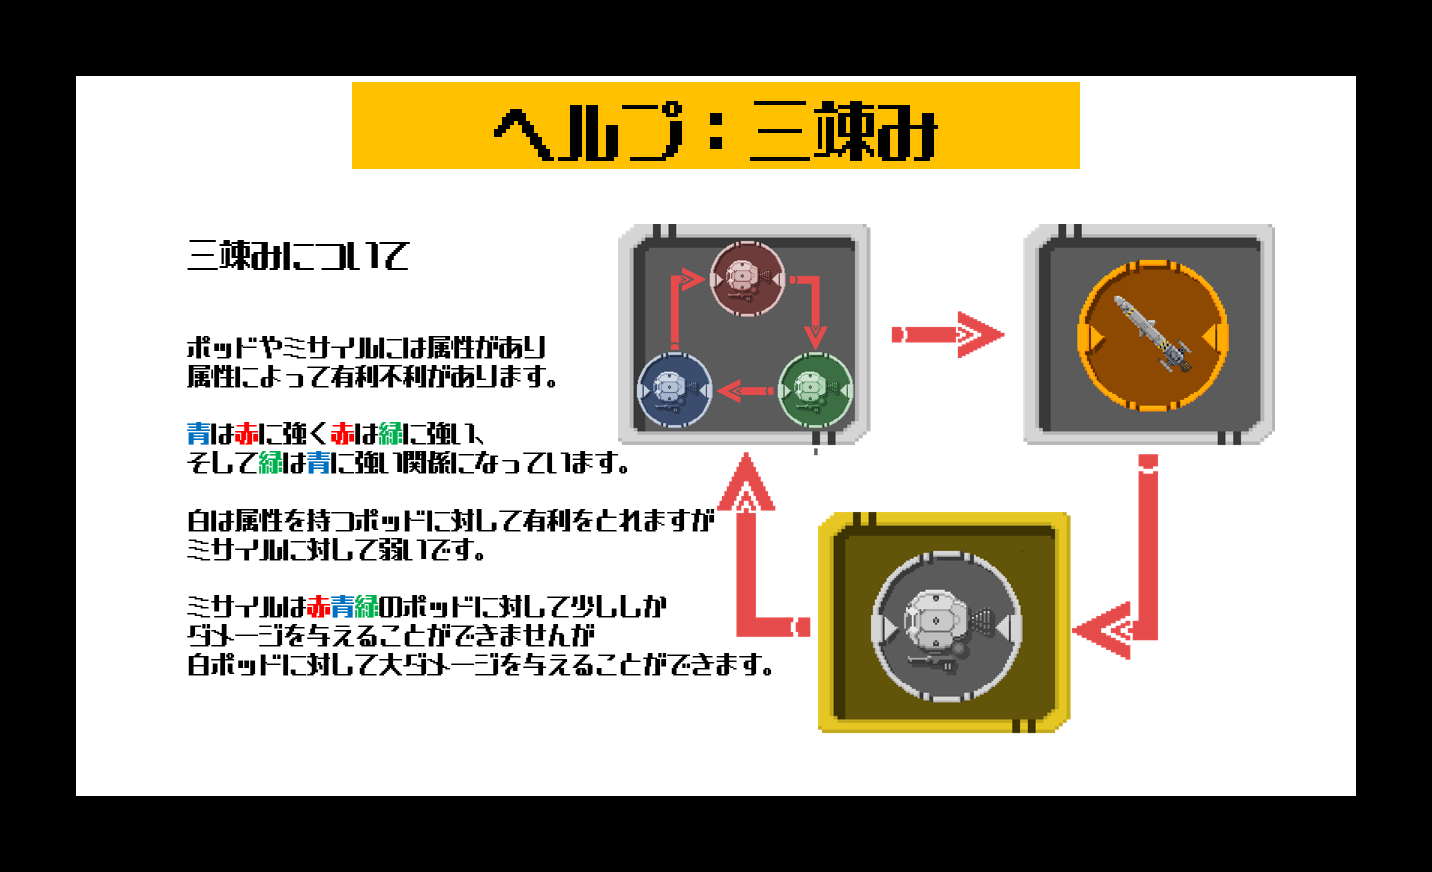 ヘルプ：三竦み
三竦みについて
ポッドやミサイルには属性があり
属性によって有利不利があります。
青は赤に強く赤は緑に強い、
そして緑は青に強い関係になっています。
白は属性を持つポッドに対して有利をとれますが
ミサイルに対して弱いです。
ミサイルは赤青緑のポッドに対して少ししか
ダメージを与えることができませんが
白ポッドに対して大ダメージを与えることができます。